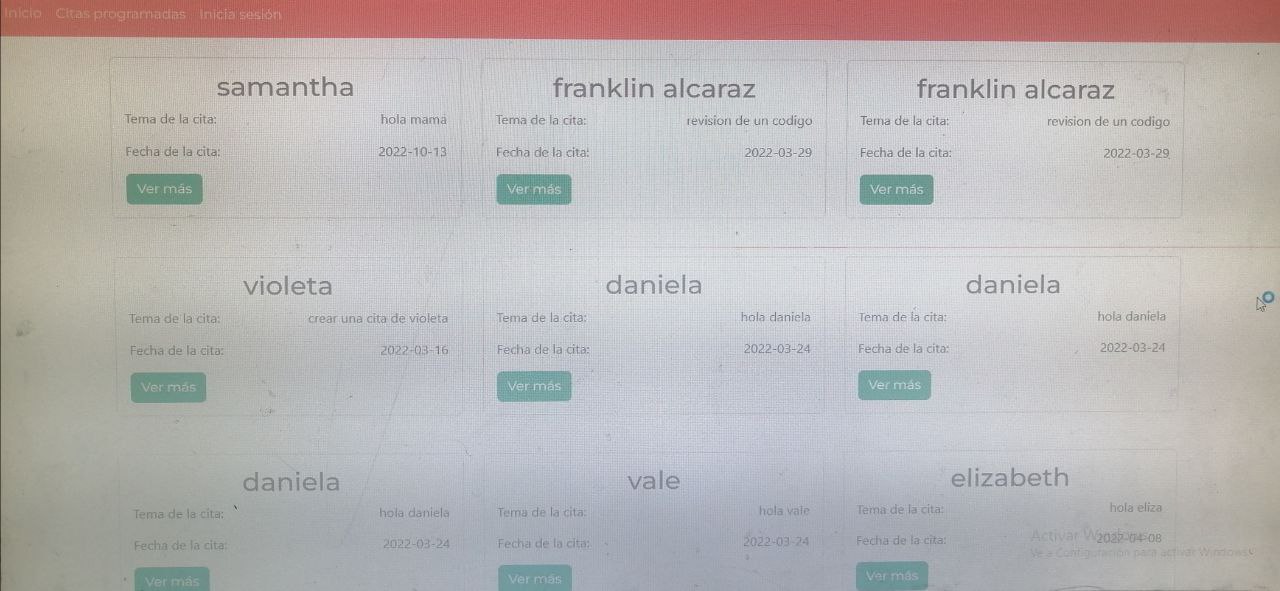 Inicio Citas programadas Inicia sesión
samantha
Tema de la cita: hola mama
Fecha de la cita: 2022-10-13
Ver más
franklin alcaraz
Tema de la cita: revision de un codigo
Fecha de la cita: 2022-03-29
Ver más
franklin alcaraz
Tema de la cita: revision de un codigo
Fecha de la cita: 2022-03-29
Ver más
violeta
Tema de la cita: crear una cita de violeta
Fecha de la cita: 2022-03-16
Ver más
daniela
Tema de la cita: hola daniela
Fecha de la cita: 2022-03-24
Ver más
daniela
Tema de la cita: hola daniela
Fecha de la cita: 2022-03-24
Ver más
daniela
Tema de la cita: hola daniela
Fecha de la cita: 2022-03-24
Ver más
vale
Tema de la cita: hola vale
Fecha de la cita: 2022-03-24
Ver más
elizabeth
Tema de la cita: hola eliza
Fecha de la cita: 2022-04-08
Ver más
Activar Windows
Ve a Configuración para activar Windows.